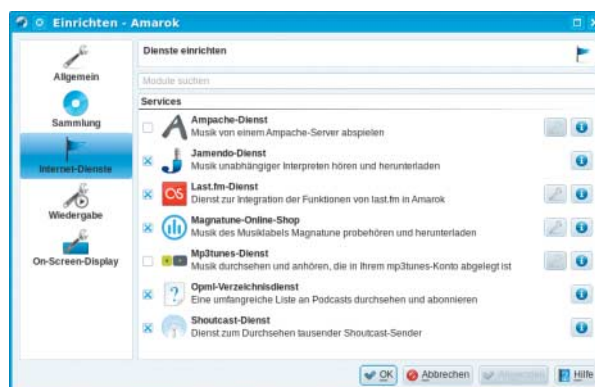 Einrichten - Amarok
Allgemein
Sammlung
Internet-Dienste
Wiedergabe
On-Screen-Display
Dienste einrichten
Module suchen
Services
Ampache-Dienst
Musik von einem Ampache-Server abspielen
Jamendo-Dienst
Musik unabhängiger Interpreten hören und herunterladen
Last.fm-Dienst
Dienst zur Integration der Funktionen von last.fm in Amarok
Magnatune-Online-Shop
Musik des Musiklabels Magnatune probehören und herunterladen
Mp3tunes-Dienst
Musik durchsehen und anhören, die in Ihrem mp3tunes-Konto abgelegt ist
Opml-Verzeichnisdienst
Eine umfangreiche Liste an Podcasts durchsehen und abonnieren
Shoutcast-Dienst
Dienst zum Durchsehen tausender Shoutcast-Sender
OK
Abbrechen
Anwenden
Hilfe